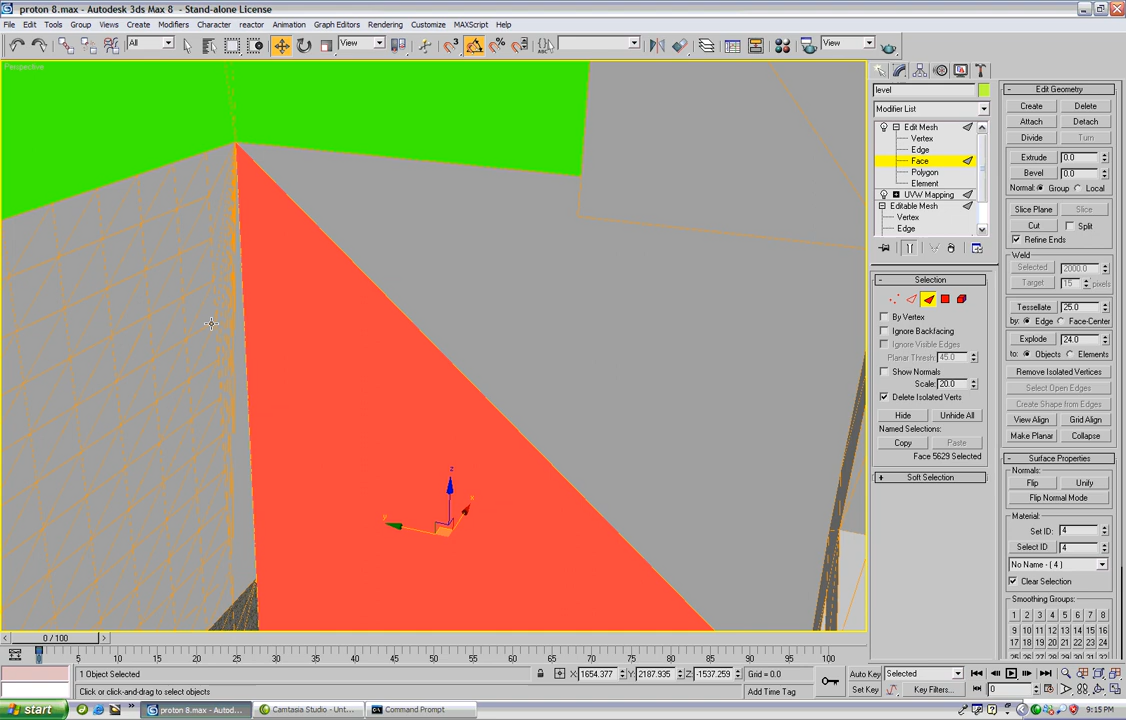 proton 8.max - Autodesk 3ds Max 8 - Stand-alone License
File Edit Tools Group Views Create Modifiers Character reactor Animation Graph Editors Rendering Customize MAXScript Help
All View View
Perspective
z
y x
level
Modifier List
Edit Mesh
Vertex
Edge
Face
Polygon
Element
UVW Mapping
Editable Mesh
Vertex
Edge
Selection
By Vertex
Ignore Backfacing
Ignore Visible Edges
Planar Thresh: 45.0
Show Normals
Scale: 20.0
Delete Isolated Verts
Hide Unhide All
Named Selections:
Copy Paste
Face 5629 Selected
Soft Selection
Edit Geometry
Create Delete
Attach Detach
Divide Turn
Extrude 0.0
Bevel 0.0
Normal: Group Local
Slice Plane Slice
Cut Split
Refine Ends
Weld
Selected 2000.0
Target 15 pixels
Tessellate 25.0
by: Edge Face-Center
Explode 24.0
to: Objects Elements
Remove Isolated Vertices
Select Open Edges
Create Shape from Edges
View Align Grid Align
Make Planar Collapse
Surface Properties
Normals:
Flip Unify
Flip Normal Mode
Material:
Set ID: 4
Select ID 4
No Name - ( 4 )
Clear Selection
Smoothing Groups:
1 2 3 4 5 6 7 8
9 10 11 12 13 14 15 16
17 18 19 20 21 22 23 24
0 / 100
5 10 15 20 25 30 35 40 45 50 55 60 65 70 75 80 85 90 95 100
1 Object Selected X: 1654.377 Y: 2187.935 Z: -1537.259 Grid = 0.0
Auto Key Selected
Click or click-and-drag to select objects Add Time Tag
Set Key Key Filters... 0
start proton 8.max - Autod... Camtasia Studio - Unt... Command Prompt 9:15 PM